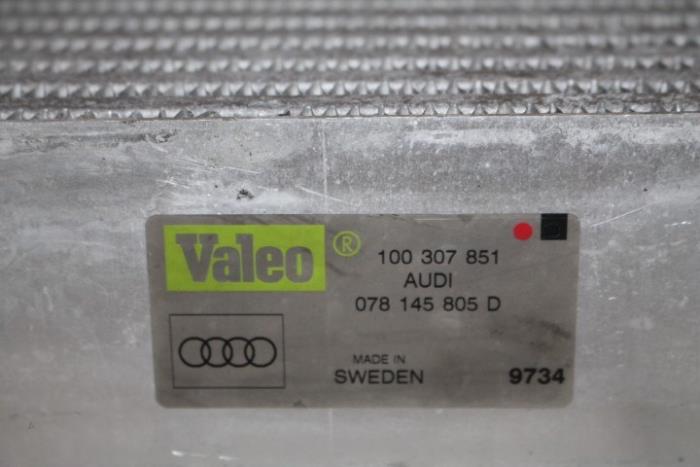 Valeo ®
100 307 851
AUDI
078 145 805 D
MADE IN
SWEDEN
9734